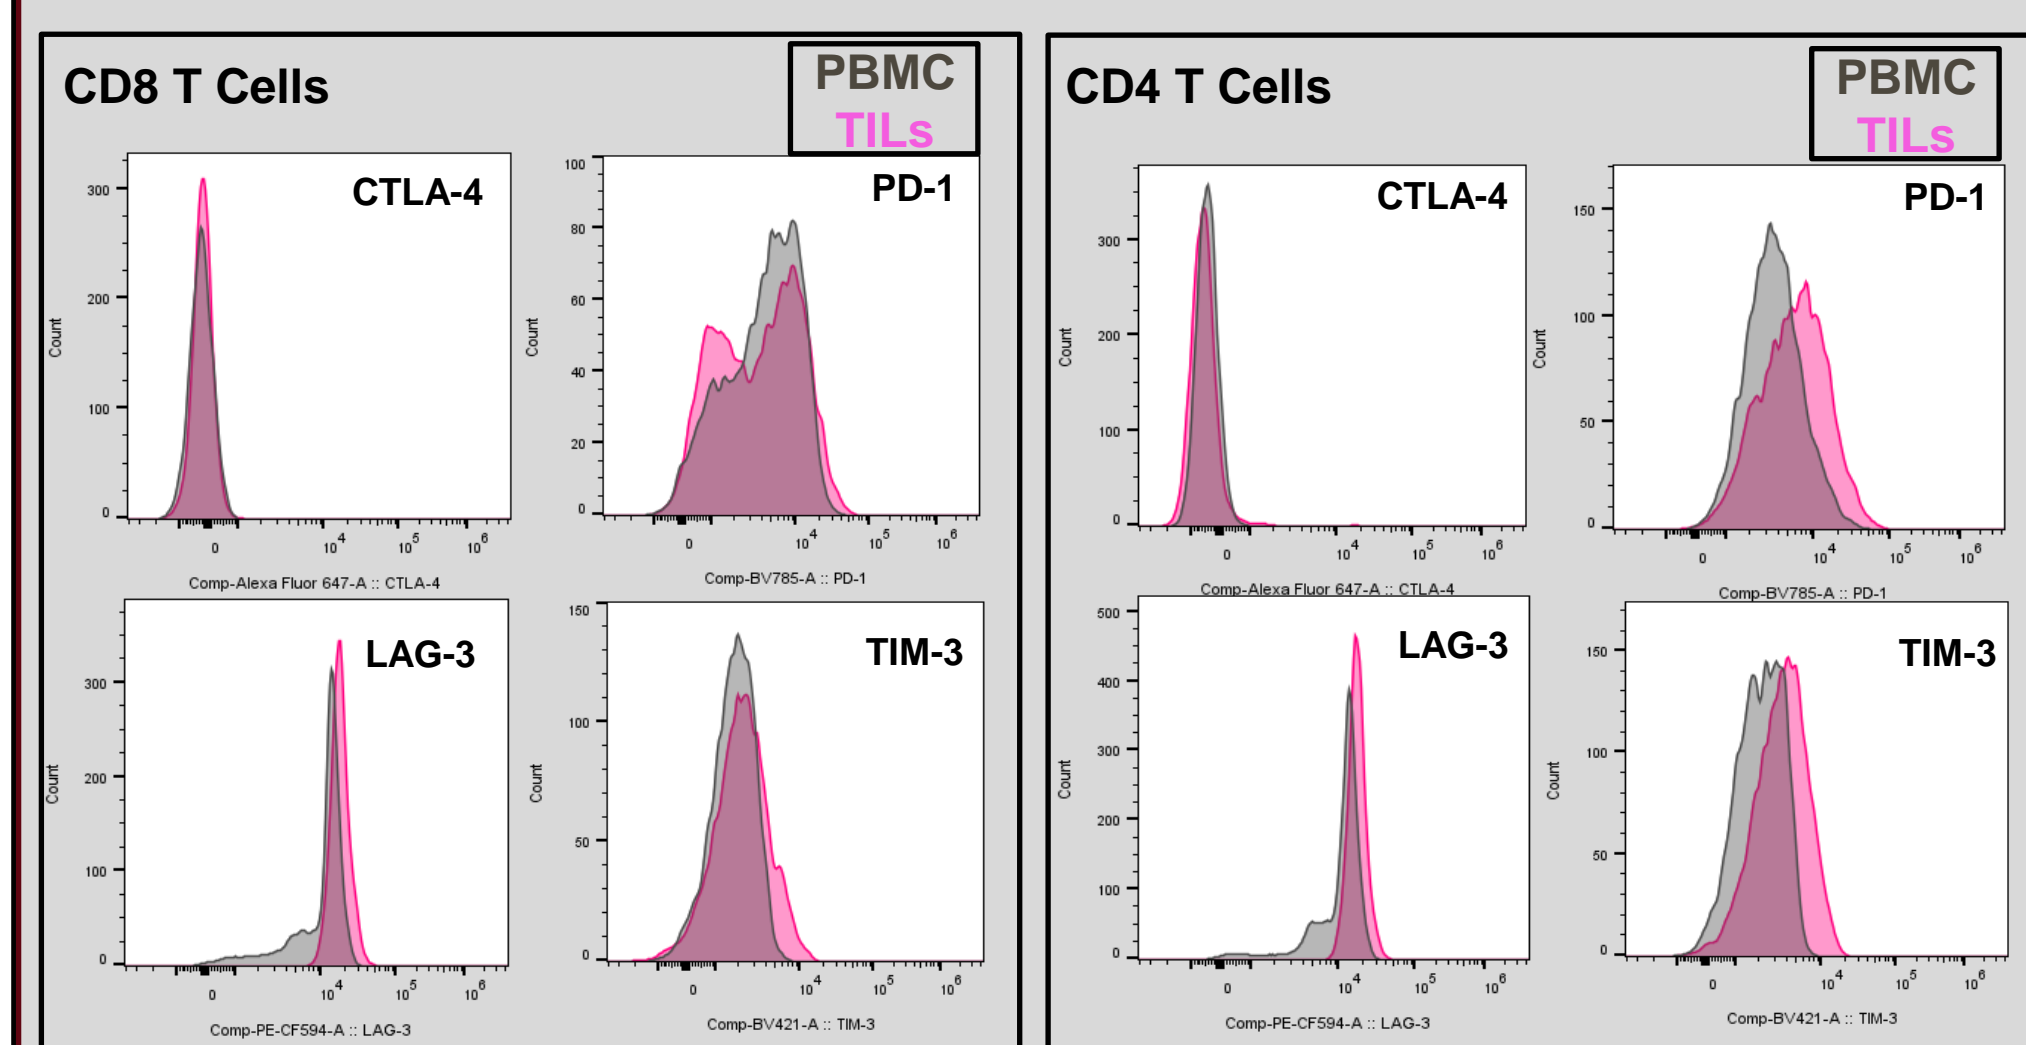 CD8 T Cells
PBMC
TILs
CTLA-4
300
200
100
0
Count
0 10^4 10^5 10^6
Comp-Alexa Fluor 647-A :: CTLA-4
PD-1
100
80
60
40
20
0
Count
0 10^4 10^5 10^6
Comp-BV785-A :: PD-1
LAG-3
300
200
100
0
Count
0 10^4 10^5 10^6
Comp-PE-CF594-A :: LAG-3
TIM-3
150
100
50
0
Count
0 10^4 10^5 10^6
Comp-BV421-A :: TIM-3
CD4 T Cells
PBMC
TILs
CTLA-4
300
200
100
0
Count
0 10^4 10^5 10^6
Comp-Alexa Fluor 647-A :: CTLA-4
PD-1
150
100
50
0
Count
0 10^4 10^5 10^6
Comp-BV785-A :: PD-1
LAG-3
500
400
300
200
100
0
Count
0 10^4 10^5 10^6
Comp-PE-CF594-A :: LAG-3
TIM-3
150
100
50
0
Count
0 10^4 10^5 10^6
Comp-BV421-A :: TIM-3